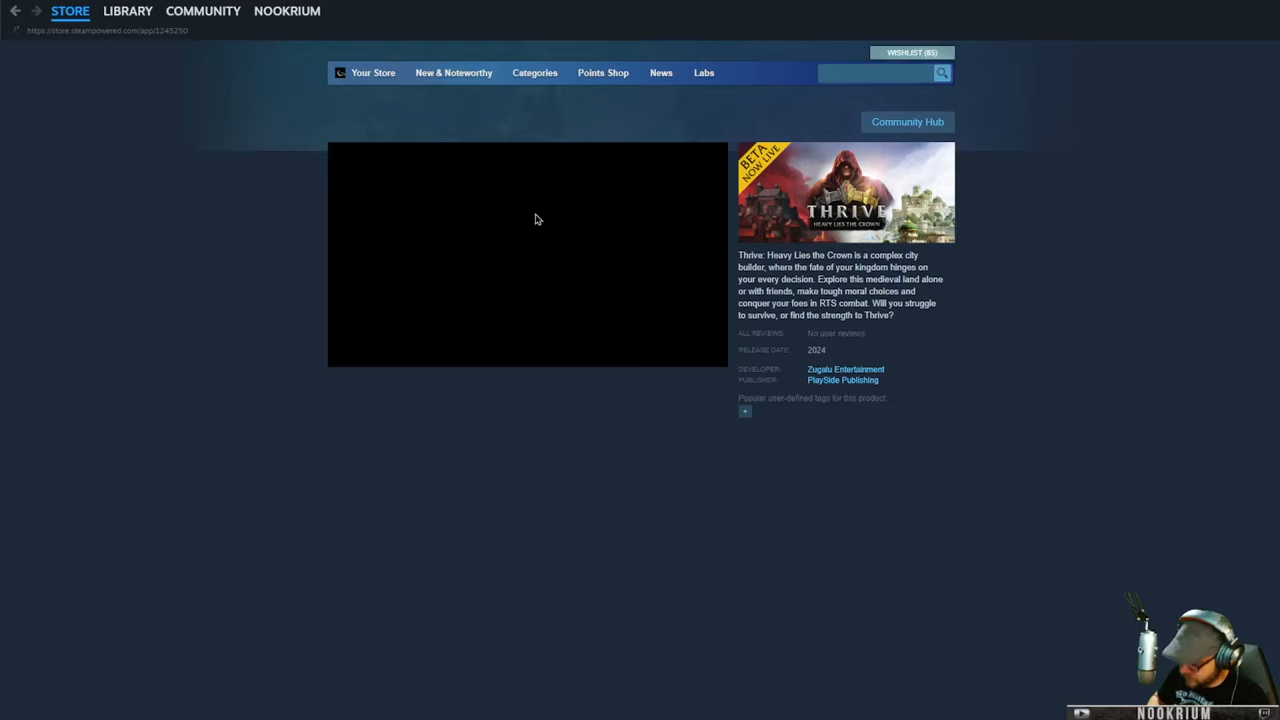 STORE LIBRARY COMMUNITY NOOKRIUM
https://store.steampowered.com/app/1245250
WISHLIST (85)
Your Store New & Noteworthy Categories Points Shop News Labs
Community Hub
BETA
NOW LIVE
THRIVE
HEAVY LIES THE CROWN
Thrive: Heavy Lies the Crown is a complex city
builder, where the fate of your kingdom hinges on
your every decision. Explore this medieval land alone
or with friends, make tough moral choices and
conquer your foes in RTS combat. Will you struggle
to survive, or find the strength to Thrive?
ALL REVIEWS: No user reviews
RELEASE DATE: 2024
DEVELOPER: Zugalu Entertainment
PUBLISHER: PlaySide Publishing
Popular user-defined tags for this product:
+
NOOKRIUM